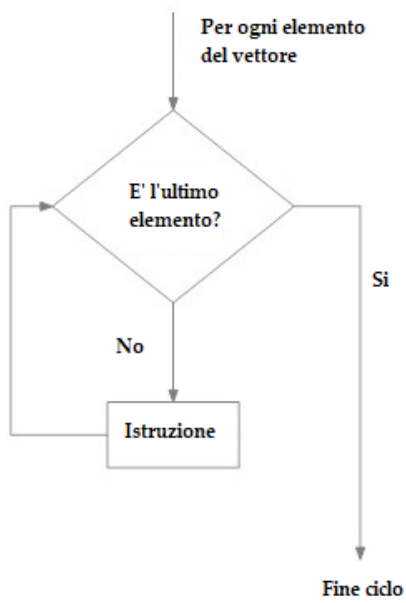 Per ogni elemento
del vettore
E' l'ultimo
elemento?
Si
No
Istruzione
Fine ciclo